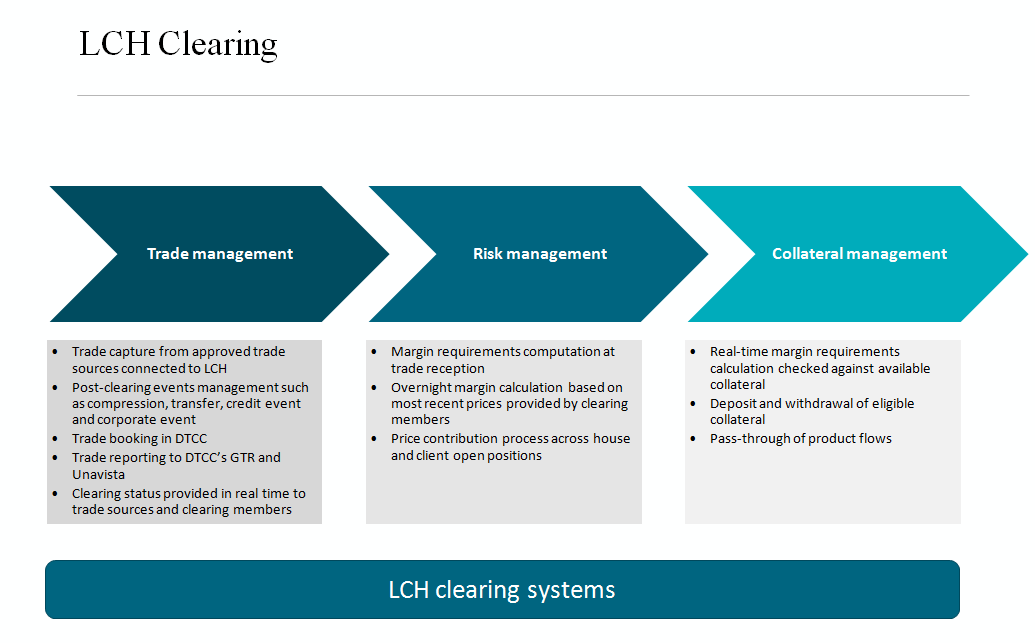 LCH Clearing
Trade management
Risk management
Collateral management
• Trade capture from approved trade
sources connected to LCH
• Post-clearing events management such
as compression, transfer, credit event
and corporate event
• Trade booking in DTCC
• Trade reporting to DTCC’s GTR and
Unavista
• Clearing status provided in real time to
trade sources and clearing members
• Margin requirements computation at
trade reception
• Overnight margin calculation based on
most recent prices provided by clearing
members
• Price contribution process across house
and client open positions
• Real-time margin requirements
calculation checked against available
collateral
• Deposit and withdrawal of eligible
collateral
• Pass-through of product flows
LCH clearing systems